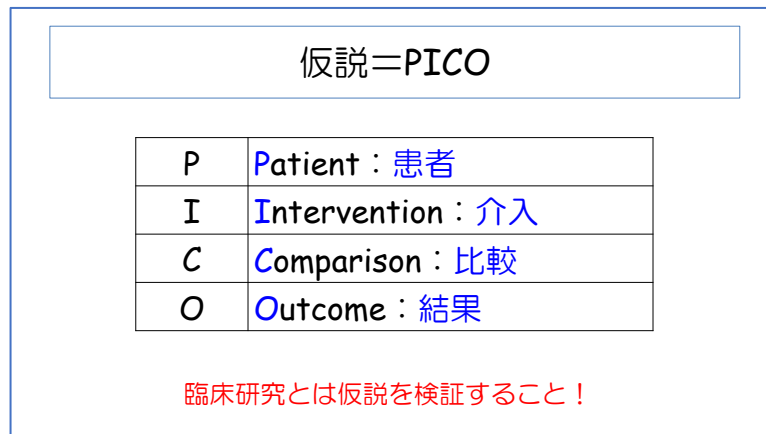 仮説＝PICO
P Patient：患者
I Intervention：介入
C Comparison：比較
O Outcome：結果
臨床研究とは仮説を検証すること！